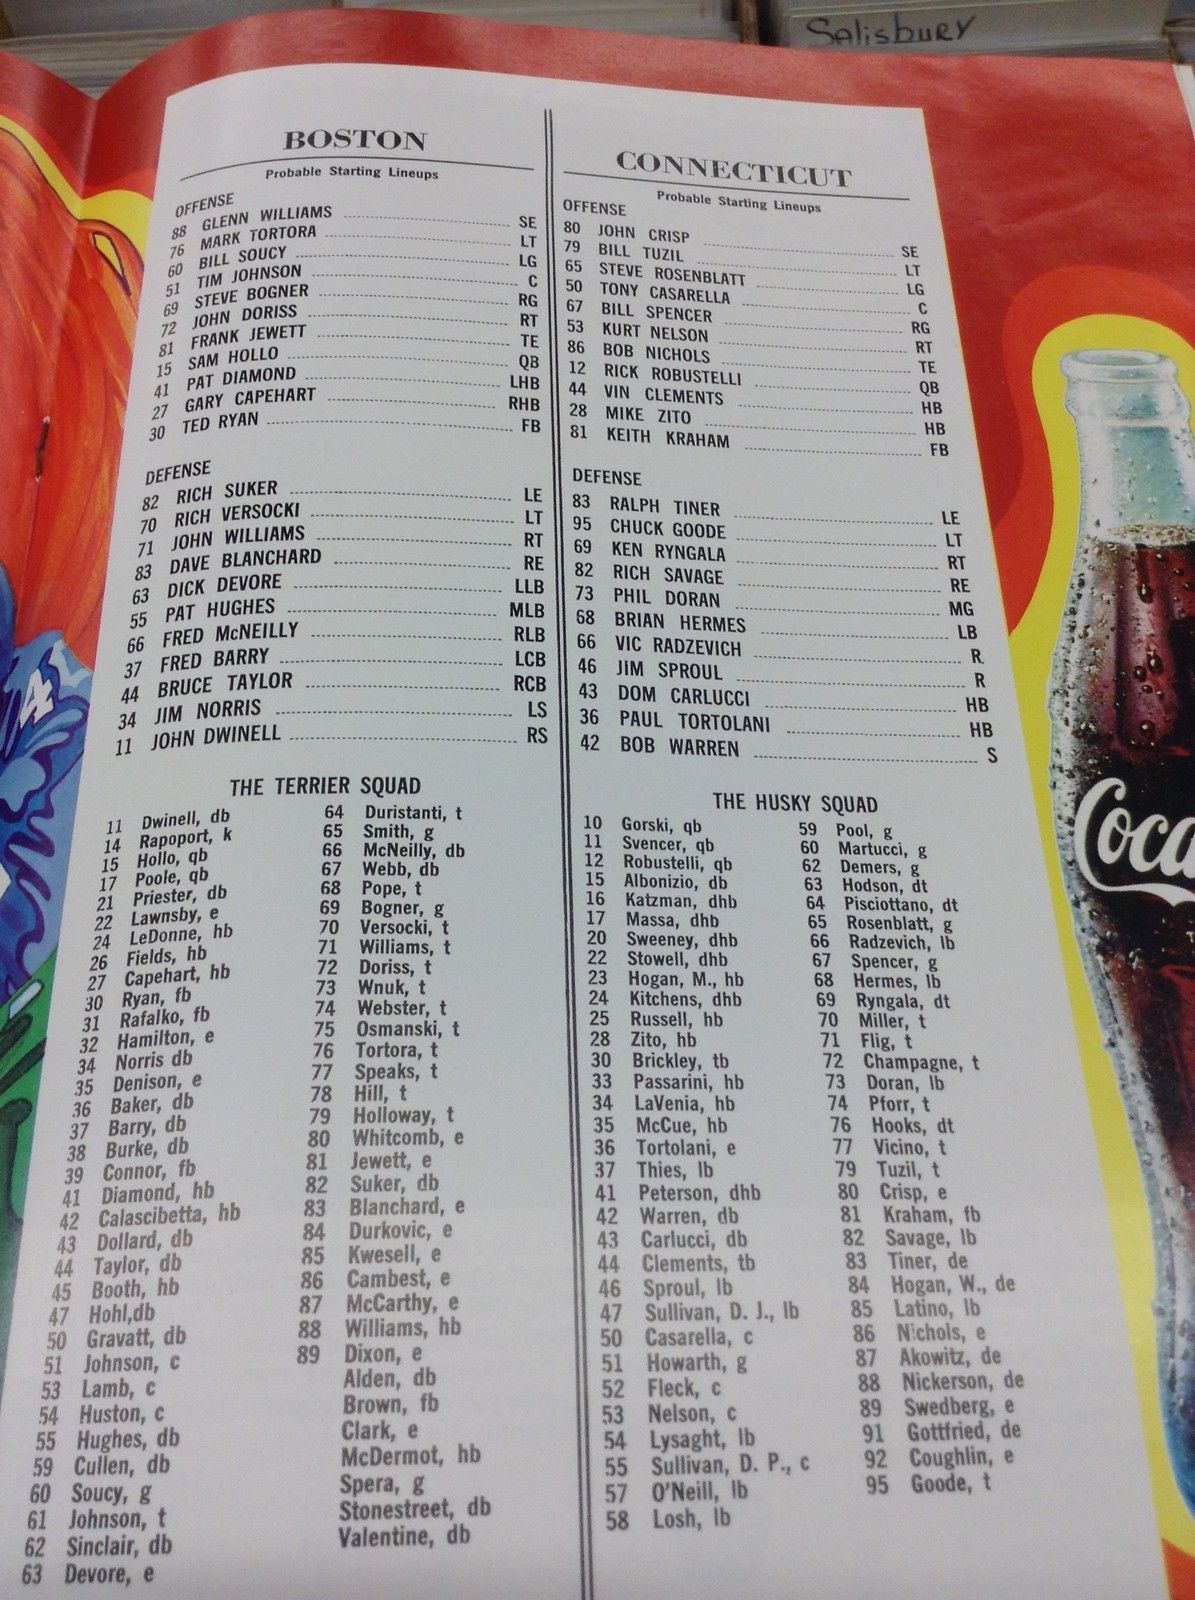 Salisbury
BOSTON
Probable Starting Lineups
OFFENSE
88 GLENN WILLIAMS SE
76 MARK TORTORA LT
60 BILL SOUCY LG
51 TIM JOHNSON C
69 STEVE BOGNER RG
72 JOHN DORISS RT
81 FRANK JEWETT TE
15 SAM HOLLO QB
41 PAT DIAMOND LHB
27 GARY CAPEHART RHB
30 TED RYAN FB
DEFENSE
82 RICH SUKER LE
70 RICH VERSOCKI LT
71 JOHN WILLIAMS RT
83 DAVE BLANCHARD RE
63 DICK DEVORE LLB
55 PAT HUGHES MLB
66 FRED McNEILLY RLB
37 FRED BARRY LCB
44 BRUCE TAYLOR RCB
34 JIM NORRIS LS
11 JOHN DWINELL RS
THE TERRIER SQUAD
11 Dwinell, db
14 Rapoport, k
15 Hollo, qb
17 Poole, qb
21 Priester, db
22 Lawnsby, e
24 LeDonne, hb
26 Fields, hb
27 Capehart, hb
30 Ryan, fb
31 Rafalko, fb
32 Hamilton, e
34 Norris db
35 Denison, e
36 Baker, db
37 Barry, db
38 Burke, db
39 Connor, fb
41 Diamond, hb
42 Calascibetta, hb
43 Dollard, db
44 Taylor, db
45 Booth, hb
47 Hohl,db
50 Gravatt, db
51 Johnson, c
53 Lamb, c
54 Huston, c
55 Hughes, db
59 Cullen, db
60 Soucy, g
61 Johnson, t
62 Sinclair, db
63 Devore, e
64 Duristanti, t
65 Smith, g
66 McNeilly, db
67 Webb, db
68 Pope, t
69 Bogner, g
70 Versocki, t
71 Williams, t
72 Doriss, t
73 Wnuk, t
74 Webster, t
75 Osmanski, t
76 Tortora, t
77 Speaks, t
78 Hill, t
79 Holloway, t
80 Whitcomb, e
81 Jewett, e
82 Suker, db
83 Blanchard, e
84 Durkovic, e
85 Kwesell, e
86 Cambest, e
87 McCarthy, e
88 Williams, hb
89 Dixon, e
Alden, db
Brown, fb
Clark, e
McDermot, hb
Spera, g
Stonestreet, db
Valentine, db
CONNECTICUT
Probable Starting Lineups
OFFENSE
80 JOHN CRISP SE
79 BILL TUZIL LT
65 STEVE ROSENBLATT LG
50 TONY CASARELLA C
67 BILL SPENCER RG
53 KURT NELSON RT
86 BOB NICHOLS TE
12 RICK ROBUSTELLI QB
44 VIN CLEMENTS HB
28 MIKE ZITO HB
81 KEITH KRAHAM FB
DEFENSE
83 RALPH TINER LE
95 CHUCK GOODE LT
69 KEN RYNGALA RT
82 RICH SAVAGE RE
73 PHIL DORAN MG
68 BRIAN HERMES LB
66 VIC RADZEVICH R
46 JIM SPROUL R
43 DOM CARLUCCI HB
36 PAUL TORTOLANI HB
42 BOB WARREN S
THE HUSKY SQUAD
10 Gorski, qb
11 Svencer, qb
12 Robustelli, qb
15 Albonizio, db
16 Katzman, dhb
17 Massa, dhb
20 Sweeney, dhb
22 Stowell, dhb
23 Hogan, M., hb
24 Kitchens, dhb
25 Russell, hb
28 Zito, hb
30 Brickley, tb
33 Passarini, hb
34 LaVenia, hb
35 McCue, hb
36 Tortolani, e
37 Thies, lb
41 Peterson, dhb
42 Warren, db
43 Carlucci, db
44 Clements, tb
46 Sproul, lb
47 Sullivan, D. J., lb
50 Casarella, c
51 Howarth, g
52 Fleck, c
53 Nelson, c
54 Lysaght, lb
55 Sullivan, D. P., c
57 O'Neill, lb
58 Losh, lb
59 Pool, g
60 Martucci, g
62 Demers, g
63 Hodson, dt
64 Pisciottano, dt
65 Rosenblatt, g
66 Radzevich, lb
67 Spencer, g
68 Hermes, lb
69 Ryngala, dt
70 Miller, t
71 Flig, t
72 Champagne, t
73 Doran, lb
74 Pforr, t
76 Hooks, dt
77 Vicino, t
79 Tuzil, t
80 Crisp, e
81 Kraham, fb
82 Savage, lb
83 Tiner, de
84 Hogan, W., de
85 Latino, lb
86 Nichols, e
87 Akowitz, de
88 Nickerson, de
89 Swedberg, e
91 Gottfried, de
92 Coughlin, e
95 Goode, t
4
Coca